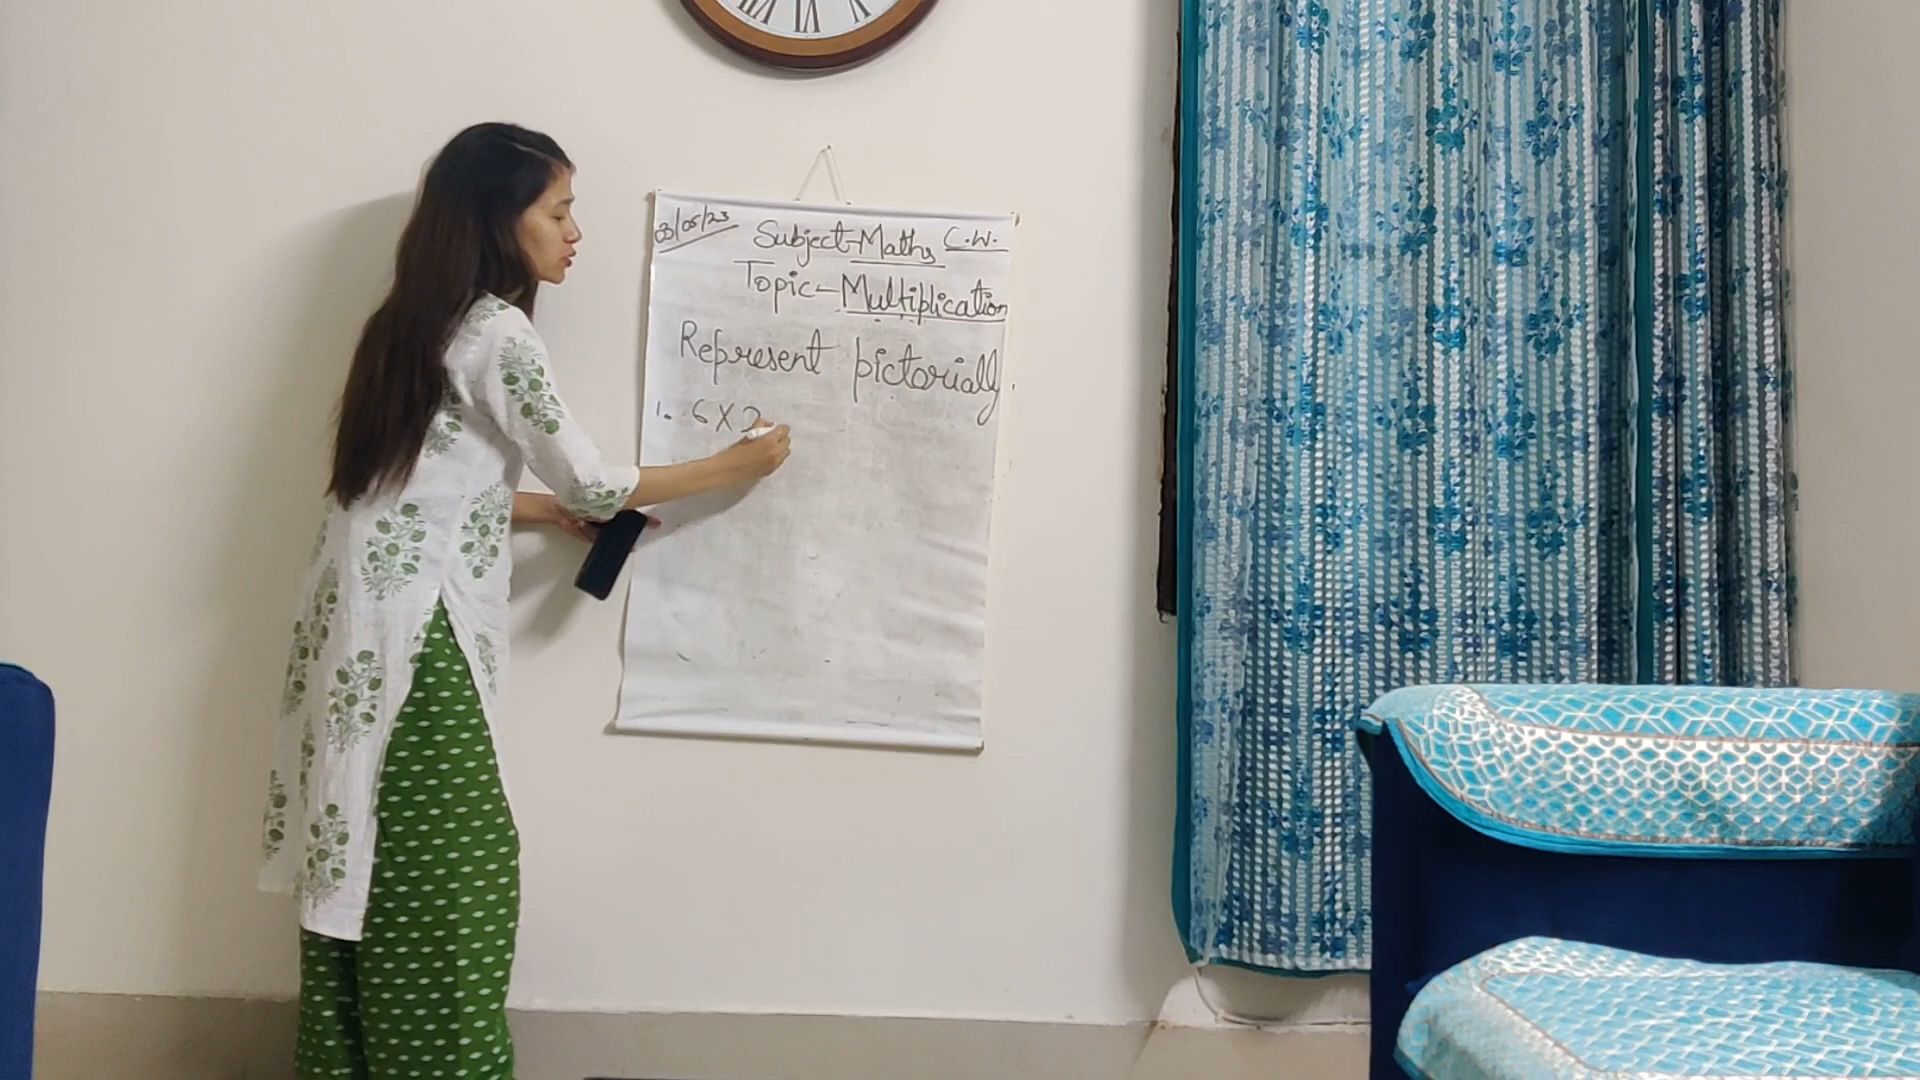 03/05/23 Subject-Maths C.W.
Topic-Multiplication
Represent pictorially
1. 6X2